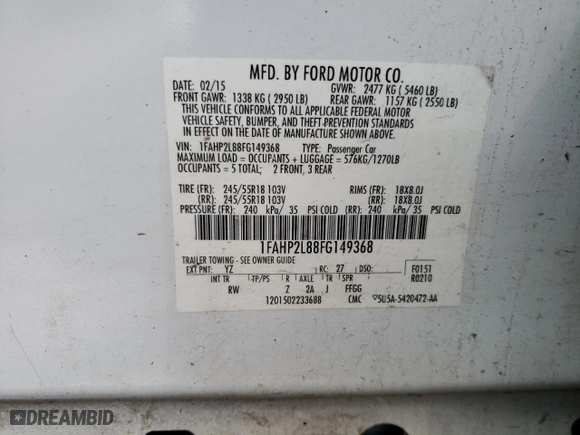 MFD. BY FORD MOTOR CO.
DATE: 02/15 GVWR: 2477 KG ( 5460 LB)
FRONT GAWR: 1338 KG ( 2950 LB) REAR GAWR: 1157 KG ( 2550 LB)
THIS VEHICLE CONFORMS TO ALL APPLICABLE FEDERAL MOTOR
VEHICLE SAFETY, BUMPER, AND THEFT-PREVENTION STANDARDS
IN EFFECT ON THE DATE OF MANUFACTURE SHOWN ABOVE.
VIN: 1FAHP2L88FG149368 TYPE: Passenger Car
MAXIMUM LOAD = OCCUPANTS + LUGGAGE = 576KG/1270LB
OCCUPANTS = 5 TOTAL; 2 FRONT, 3 REAR
TIRE (FR): 245/55R18 103V RIMS (FR): 18X8.0J
(RR): 245/55R18 103V (RR): 18X8.0J
PRESSURE (FR): 240 kPa/ 35 PSI COLD (RR): 240 kPa/ 35 PSI COLD
1FAHP2L88FG149368
TRAILER TOWING - SEE OWNER GUIDE
EXT PNT: YZ RC: 27 DSO: F0151
INT TR TP/PS R AXLE TR SPR R0210
RW Z 2A J FFGG
1201502233688 CMC ▽5USA-5420472-AA
DREAMBID